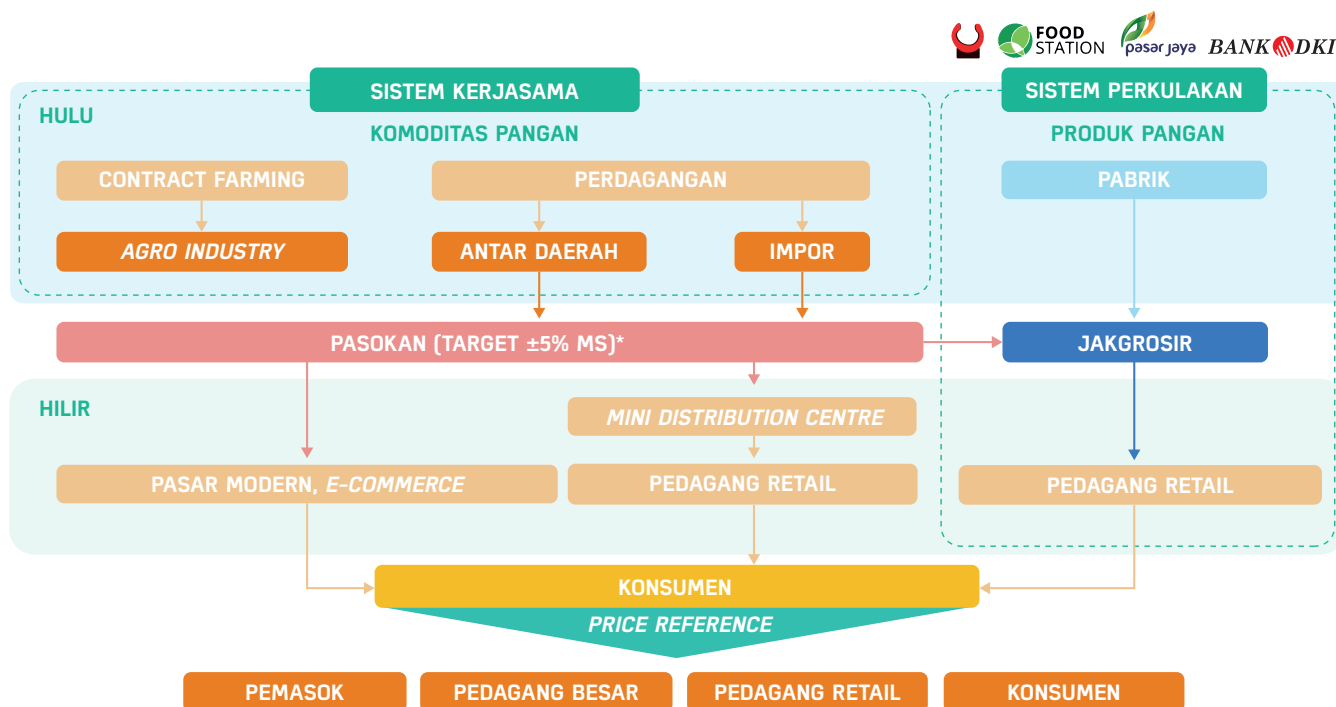 FOOD
STATION
pasar jaya
BANK DKI
SISTEM KERJASAMA
SISTEM PERKULAKAN
HULU
KOMODITAS PANGAN
PRODUK PANGAN
CONTRACT FARMING
PERDAGANGAN
PABRIK
AGRO INDUSTRY
ANTAR DAERAH
IMPOR
PASOKAN (TARGET ±5% MS)*
JAKGROSIR
HILIR
MINI DISTRIBUTION CENTRE
PASAR MODERN, E-COMMERCE
PEDAGANG RETAIL
PEDAGANG RETAIL
KONSUMEN
PRICE REFERENCE
PEMASOK
PEDAGANG BESAR
PEDAGANG RETAIL
KONSUMEN